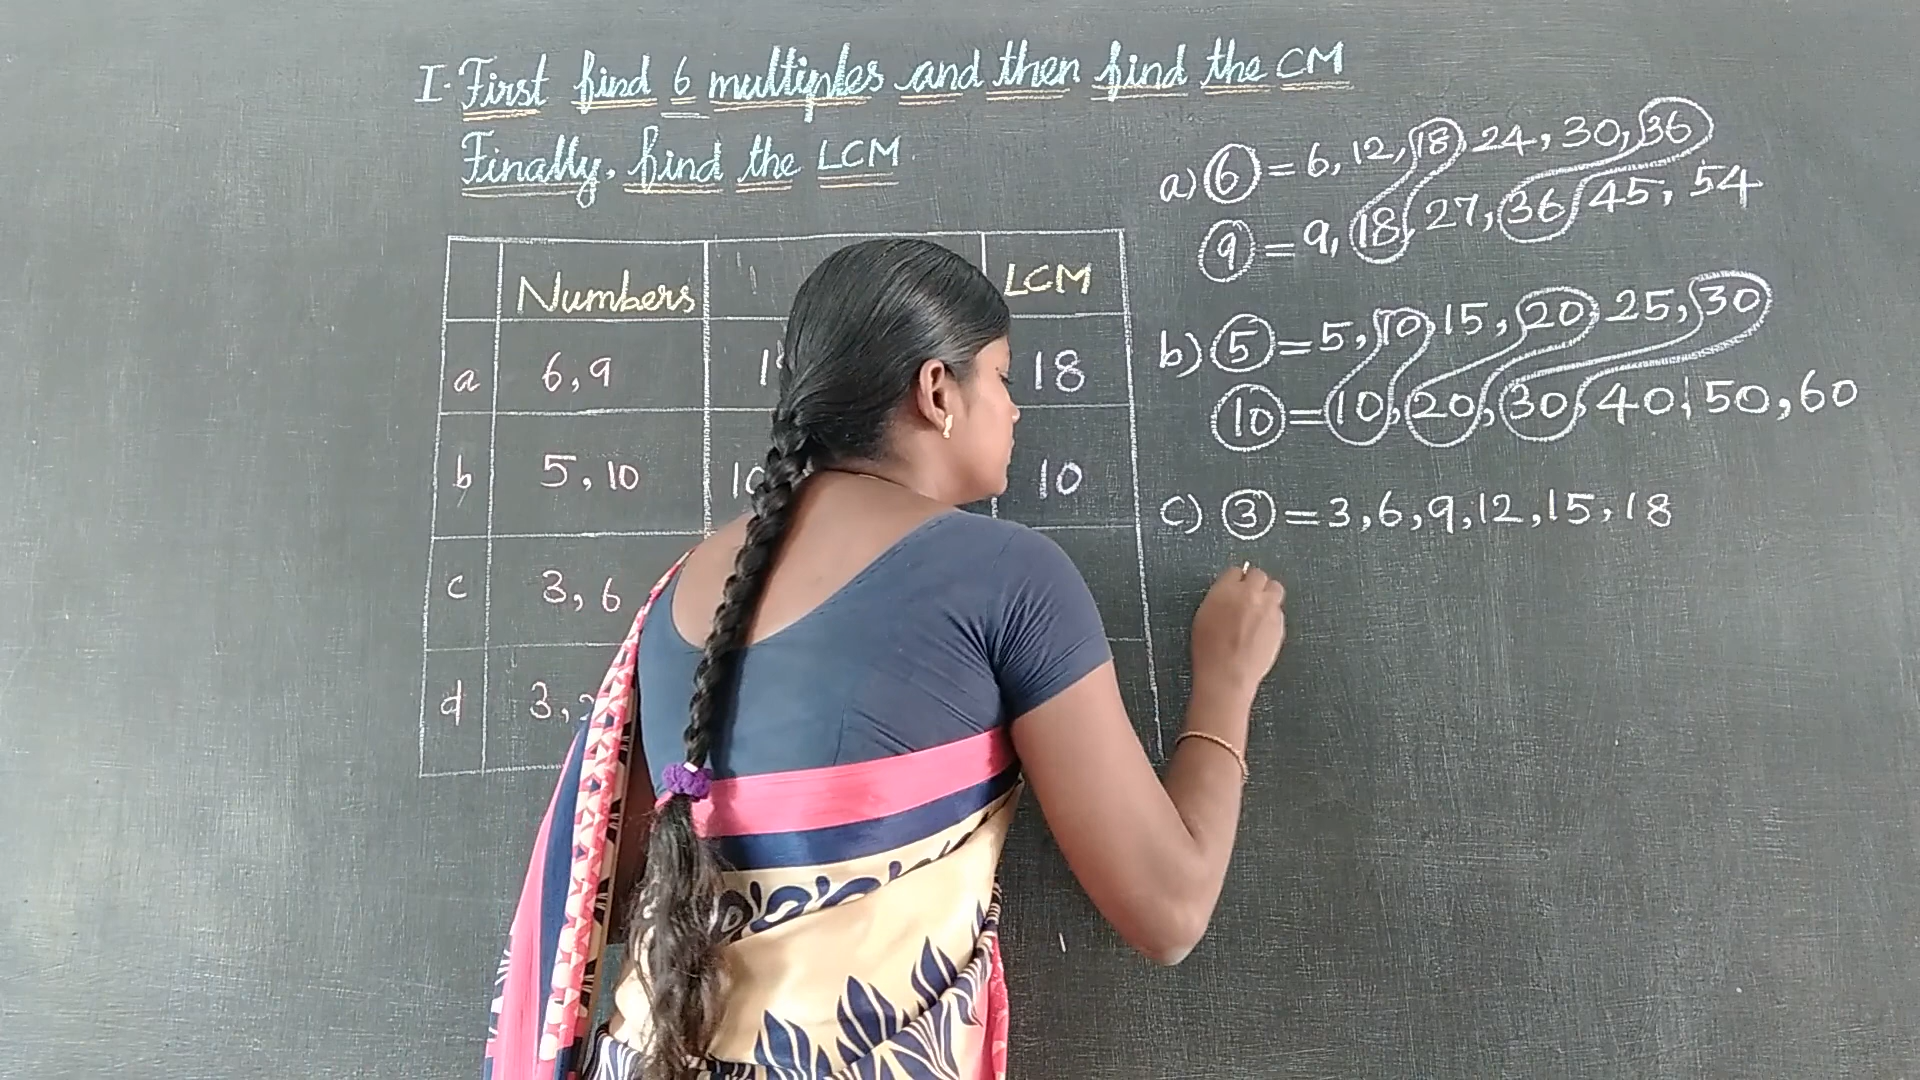 I. First find 6 multiples and then find the CM
Finally, find the LCM.
Numbers LCM
a 6,9 18
b 5,10 10 10
c 3,6
d 3,
a) 6 = 6, 12, 18, 24, 30, 36
9 = 9, 18, 27, 36, 45, 54
b) 5 = 5, 10, 15, 20, 25, 30
10 = 10, 20, 30, 40, 50, 60
c) 3 = 3, 6, 9, 12, 15, 18